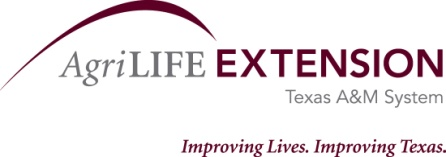 AgriLIFE EXTENSION
Texas A&M System
Improving Lives. Improving Texas.